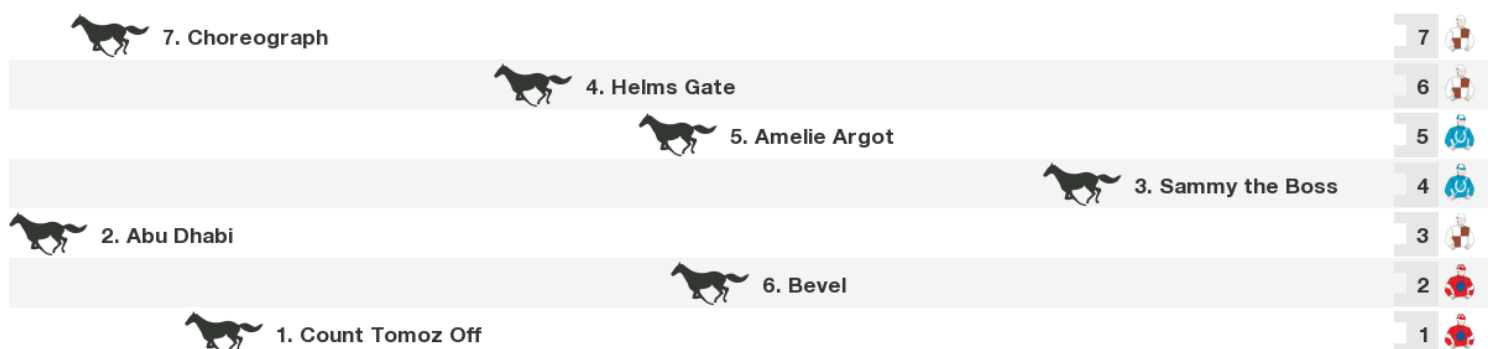 7. Choreograph 7
4. Helms Gate 6
5. Amelie Argot 5
3. Sammy the Boss 4
2. Abu Dhabi 3
6. Bevel 2
1. Count Tomoz Off 1